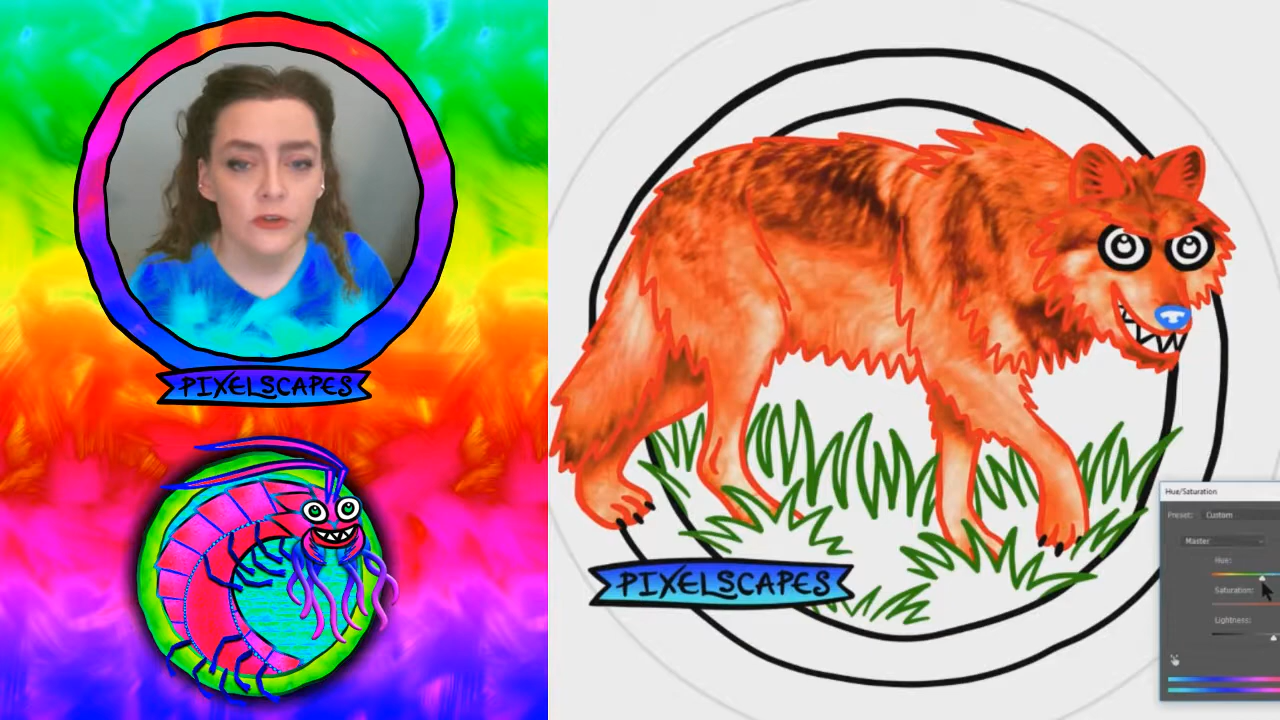 PIXELSCAPES
PIXELSCAPES
Hue/Saturation
Preset: Custom
Master
Hue:
Saturation:
Lightness: